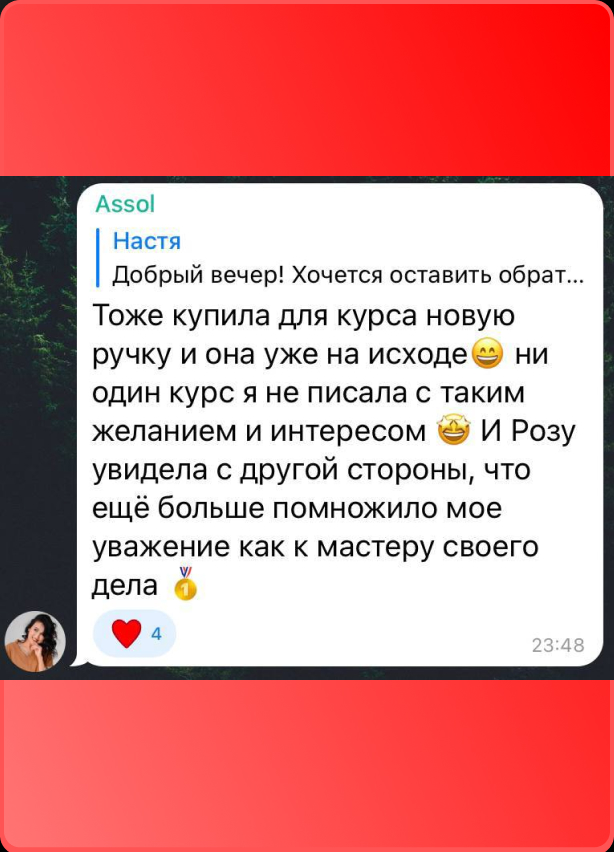 Assol
Настя
Добрый вечер! Хочется оставить обрат...
Тоже купила для курса новую
ручку и она уже на исходе😄 ни
один курс я не писала с таким
желанием и интересом 🤩 И Розу
увидела с другой стороны, что
ещё больше помножило мое
уважение как к мастеру своего
дела 🥇
❤️ 4
23:48